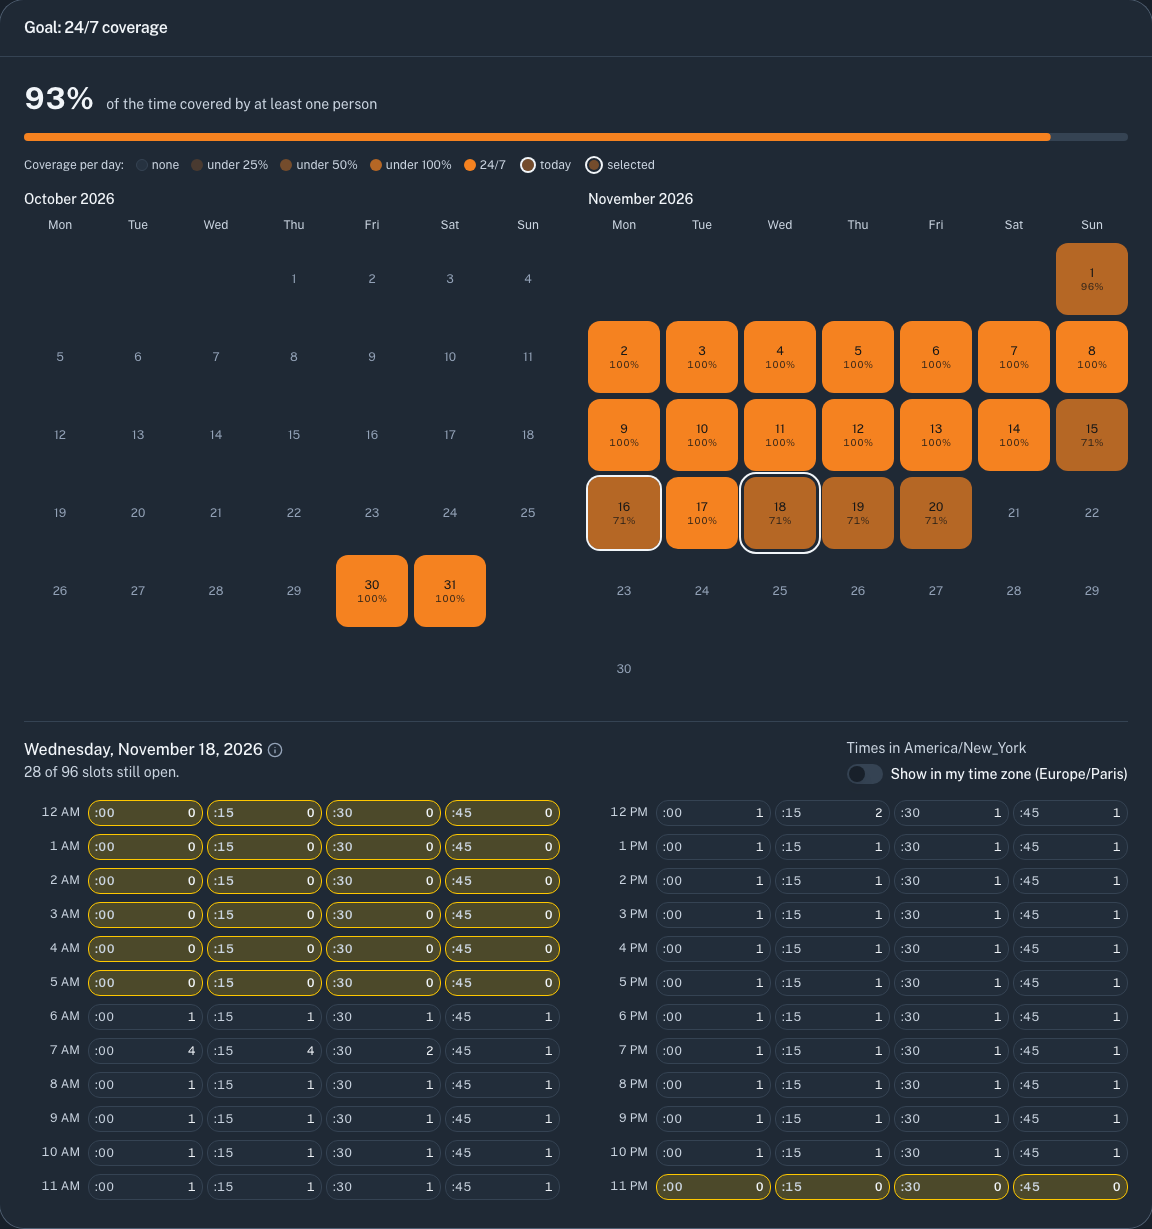 Goal: 24/7 coverage
93% of the time covered by at least one person
Coverage per day: none under 25% under 50% under 100% 24/7 today selected
October 2026
Mon Tue Wed Thu Fri Sat Sun
1 2 3 4
5 6 7 8 9 10 11
12 13 14 15 16 17 18
19 20 21 22 23 24 25
26 27 28 29 30 31
100% 100%
November 2026
Mon Tue Wed Thu Fri Sat Sun
1
96%
2 3 4 5 6 7 8
100% 100% 100% 100% 100% 100% 100%
9 10 11 12 13 14 15
100% 100% 100% 100% 100% 100% 71%
16 17 18 19 20 21 22
71% 100% 71% 71% 71%
23 24 25 26 27 28 29
30
Wednesday, November 18, 2026
28 of 96 slots still open.
Times in America/New_York
Show in my time zone (Europe/Paris)
12 AM :00 0 :15 0 :30 0 :45 0
1 AM :00 0 :15 0 :30 0 :45 0
2 AM :00 0 :15 0 :30 0 :45 0
3 AM :00 0 :15 0 :30 0 :45 0
4 AM :00 0 :15 0 :30 0 :45 0
5 AM :00 0 :15 0 :30 0 :45 0
6 AM :00 1 :15 1 :30 1 :45 1
7 AM :00 4 :15 4 :30 2 :45 1
8 AM :00 1 :15 1 :30 1 :45 1
9 AM :00 1 :15 1 :30 1 :45 1
10 AM :00 1 :15 1 :30 1 :45 1
11 AM :00 1 :15 1 :30 1 :45 1
12 PM :00 1 :15 2 :30 1 :45 1
1 PM :00 1 :15 1 :30 1 :45 1
2 PM :00 1 :15 1 :30 1 :45 1
3 PM :00 1 :15 1 :30 1 :45 1
4 PM :00 1 :15 1 :30 1 :45 1
5 PM :00 1 :15 1 :30 1 :45 1
6 PM :00 1 :15 1 :30 1 :45 1
7 PM :00 1 :15 1 :30 1 :45 1
8 PM :00 1 :15 1 :30 1 :45 1
9 PM :00 1 :15 1 :30 1 :45 1
10 PM :00 1 :15 1 :30 1 :45 1
11 PM :00 0 :15 0 :30 0 :45 0